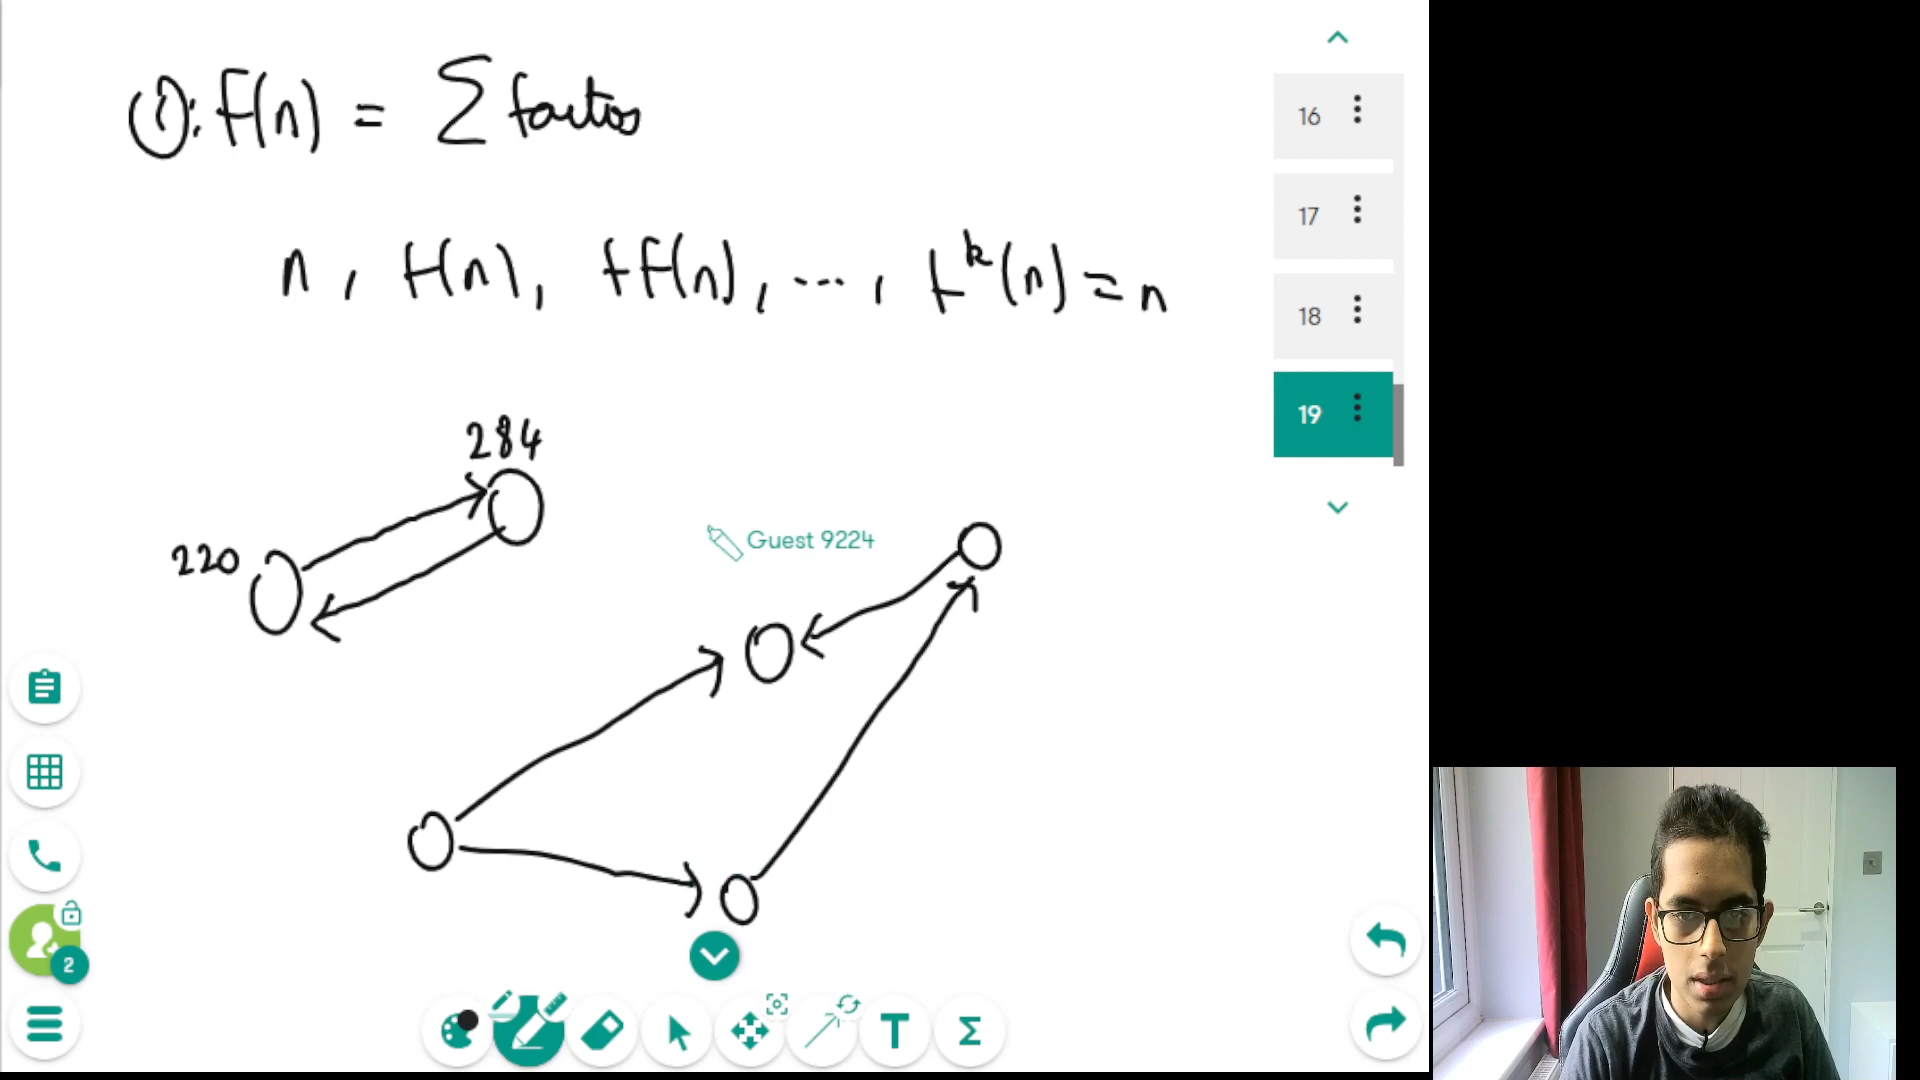 ①: F(n) = Σ factos
n, f(n), ff(n), ..., f^k(n) = n
284
220
Guest 9224
16
17
18
19
2
T
Σ